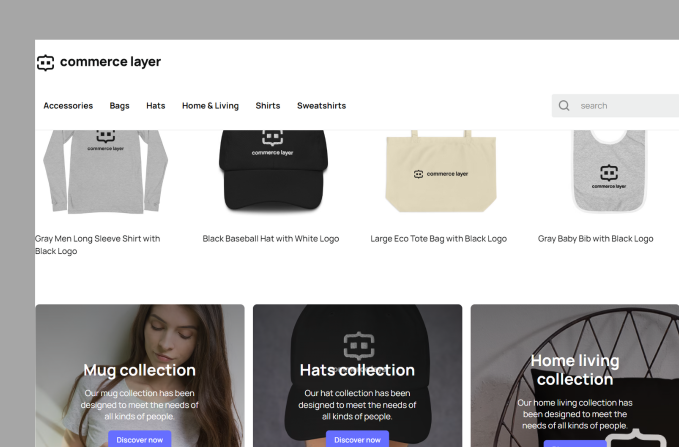 commerce layer
Accessories Bags Hats Home & Living Shirts Sweatshirts search
commerce layer commerce layer commerce layer commerce layer
Gray Men Long Sleeve Shirt with
Black Logo
Black Baseball Hat with White Logo
Large Eco Tote Bag with Black Logo
Gray Baby Bib with Black Logo
Mug collection
Our mug collection has been
designed to meet the needs of
all kinds of people.
Discover now
Hats collection
Our hat collection has been
designed to meet the needs of
all kinds of people.
Discover now
Home living
collection
Our home living collection has
been designed to meet the
needs of all kinds of people.